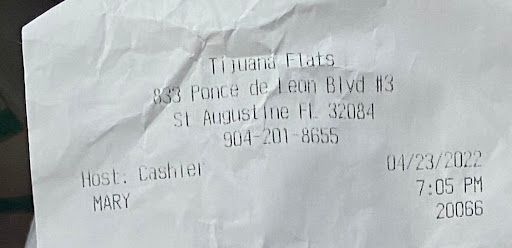 Tijuana Flats
833 Ponce de Leon Blvd #3
St Augustine FL 32084
904-201-8655
Host: Cashier 04/23/2022
MARY 7:05 PM
20066